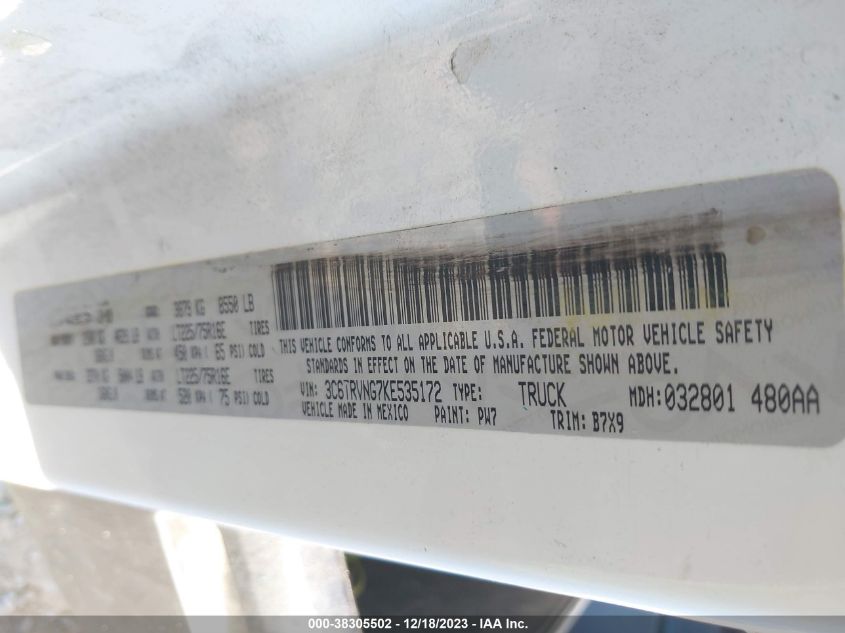 3879 KG 8550 LB
LT225/75R16E TIRES
450 KPA ( 65 PSI) COLD
LT225/75R16E TIRES
520 KPA ( 75 PSI) COLD
THIS VEHICLE CONFORMS TO ALL APPLICABLE U.S.A. FEDERAL MOTOR VEHICLE SAFETY
STANDARDS IN EFFECT ON THE DATE OF MANUFACTURE SHOWN ABOVE.
VIN: 3C6TRVNG7KE535172 TYPE: TRUCK MDH: 032801 480AA
VEHICLE MADE IN MEXICO PAINT: PW7 TRIM: B7X9
000-38305502 - 12/18/2023 - IAA Inc.